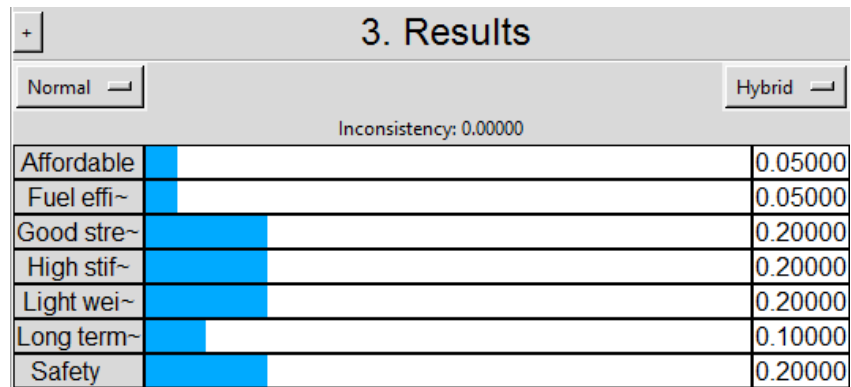 + 3. Results
Normal Hybrid
Inconsistency: 0.00000
Affordable 0.05000
Fuel effi~ 0.05000
Good stre~ 0.20000
High stif~ 0.20000
Light wei~ 0.20000
Long term~ 0.10000
Safety 0.20000